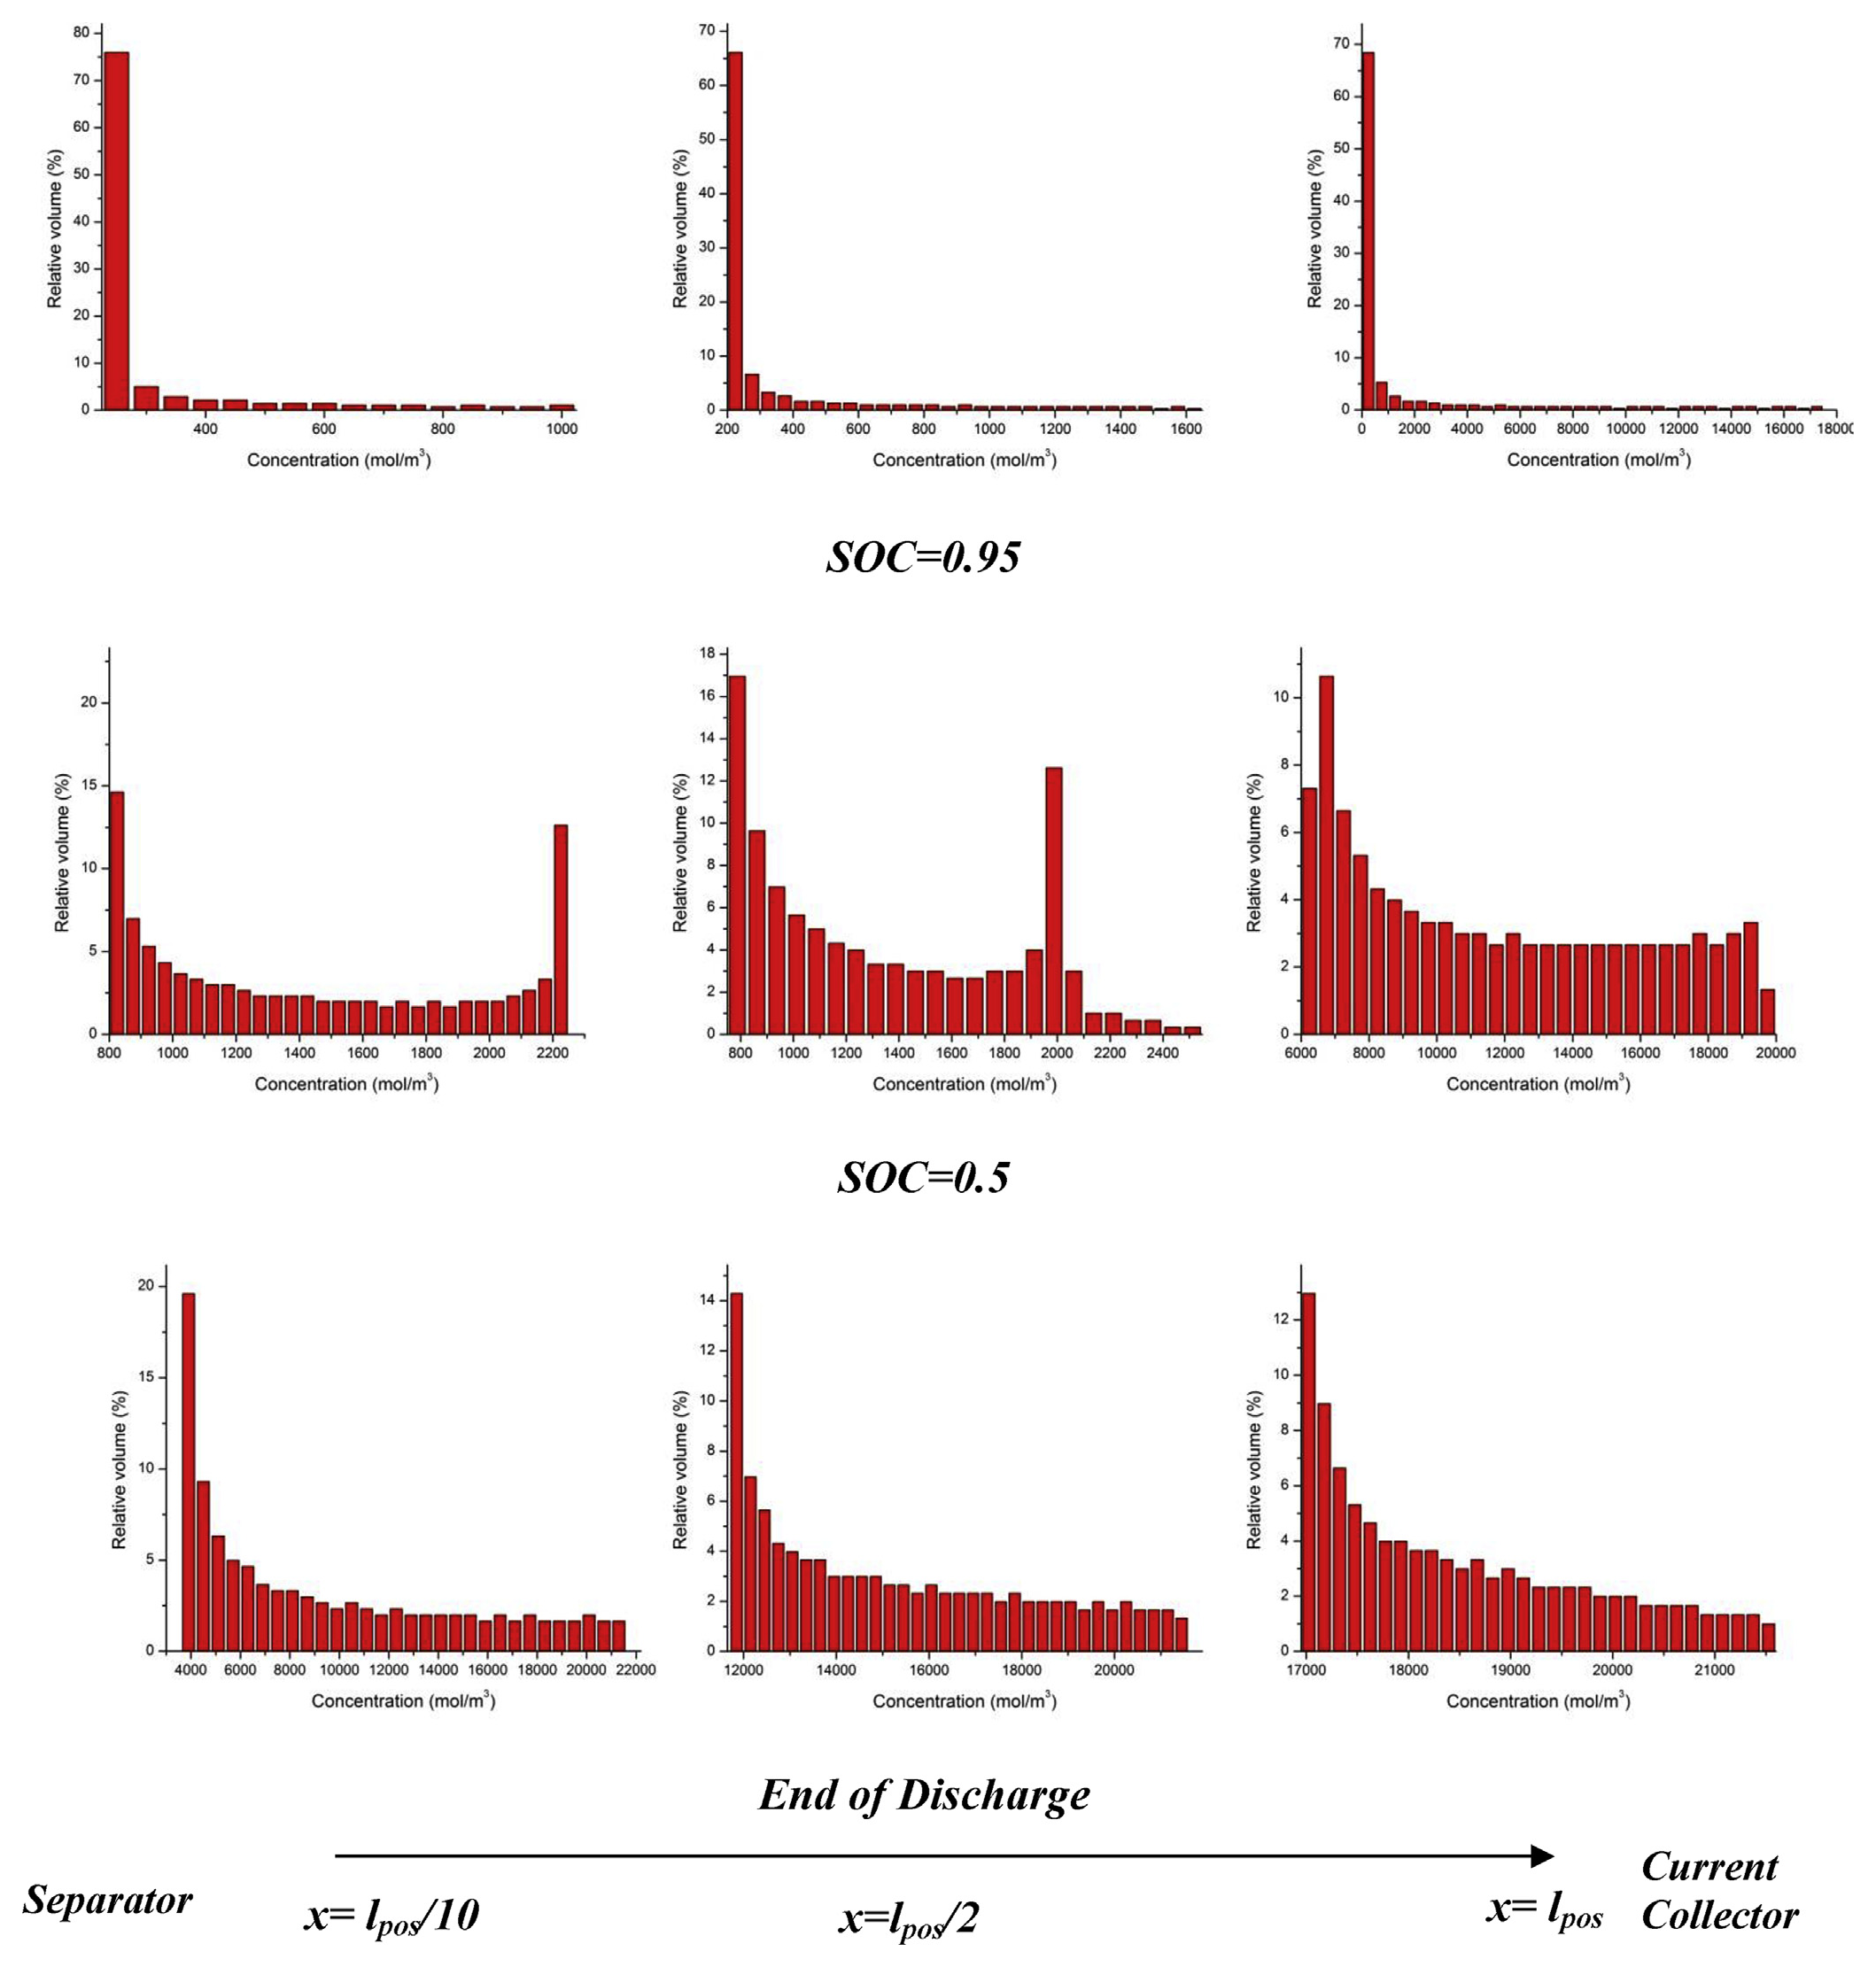 80
70
60
50
40
30
20
10
0
Relative volume (%)
400 600 800 1000
Concentration (mol/m³)
70
60
50
40
30
20
10
0
Relative volume (%)
200 400 600 800 1000 1200 1400 1600
Concentration (mol/m³)
70
60
50
40
30
20
10
0
Relative volume (%)
0 2000 4000 6000 8000 10000 12000 14000 16000 18000
Concentration (mol/m³)
SOC=0.95
20
15
10
5
0
Relative volume (%)
800 1000 1200 1400 1600 1800 2000 2200
Concentration (mol/m³)
18
16
14
12
10
8
6
4
2
0
Relative volume (%)
800 1000 1200 1400 1600 1800 2000 2200 2400
Concentration (mol/m³)
10
8
6
4
2
0
Relative volume (%)
6000 8000 10000 12000 14000 16000 18000 20000
Concentration (mol/m³)
SOC=0.5
20
15
10
5
0
Relative volume (%)
4000 6000 8000 10000 12000 14000 16000 18000 20000 22000
Concentration (mol/m³)
14
12
10
8
6
4
2
0
Relative volume (%)
12000 14000 16000 18000 20000
Concentration (mol/m³)
12
10
8
6
4
2
0
Relative volume (%)
17000 18000 19000 20000 21000
Concentration (mol/m³)
End of Discharge
Separator
x= lpos/10
x=lpos/2
x= lpos
Current
Collector